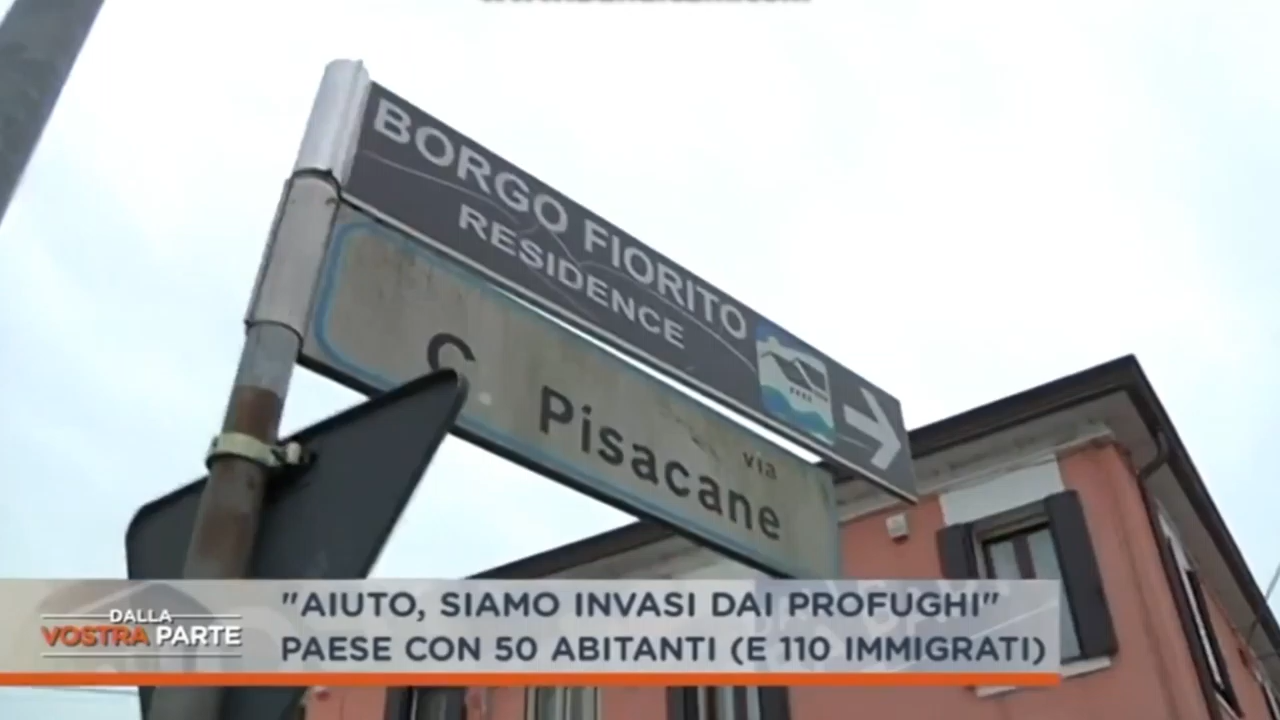 BORGO FIORITO
RESIDENCE
C. Pisacane
via
DALLA
VOSTRA PARTE
"AIUTO, SIAMO INVASI DAI PROFUGHI"
PAESE CON 50 ABITANTI (E 110 IMMIGRATI)